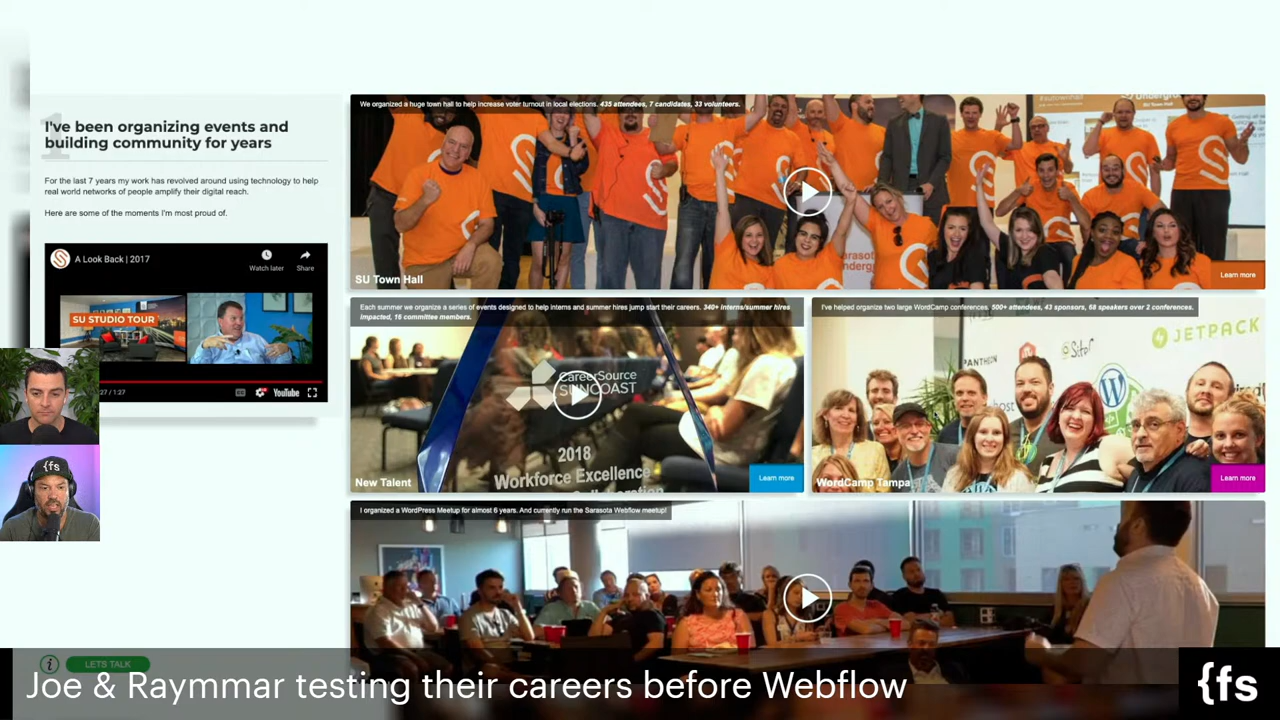 1
I've been organizing events and
building community for years
For the last 7 years my work has revolved around using technology to help
real world networks of people amplify their digital reach.
Here are some of the moments I'm most proud of.
A Look Back | 2017
Watch later
Share
SU STUDIO TOUR
1:27
YouTube
LETS TALK
We organized a huge town hall to help increase voter turnout in local elections. 435 attendees, 7 candidates, 33 volunteers.
SU Town Hall
SU Town Hall
Learn more
Each summer we organize a series of events designed to help interns and summer hires jump start their careers. 340+ interns/summer hires
impacted, 16 committee members.
CareerSource
SUNCOAST
2018
Workforce Excellence
New Talent
Learn more
I've helped organize two large WordCamp conferences. 500+ attendees, 43 sponsors, 68 speakers over 2 conferences.
JETPACK
PANTHEON
WordCamp Tampa
Learn more
I organized a WordPress Meetup for almost 6 years. And currently run the Sarasota Webflow meetup!
{fs
Joe & Raymmar testing their careers before Webflow
{fs